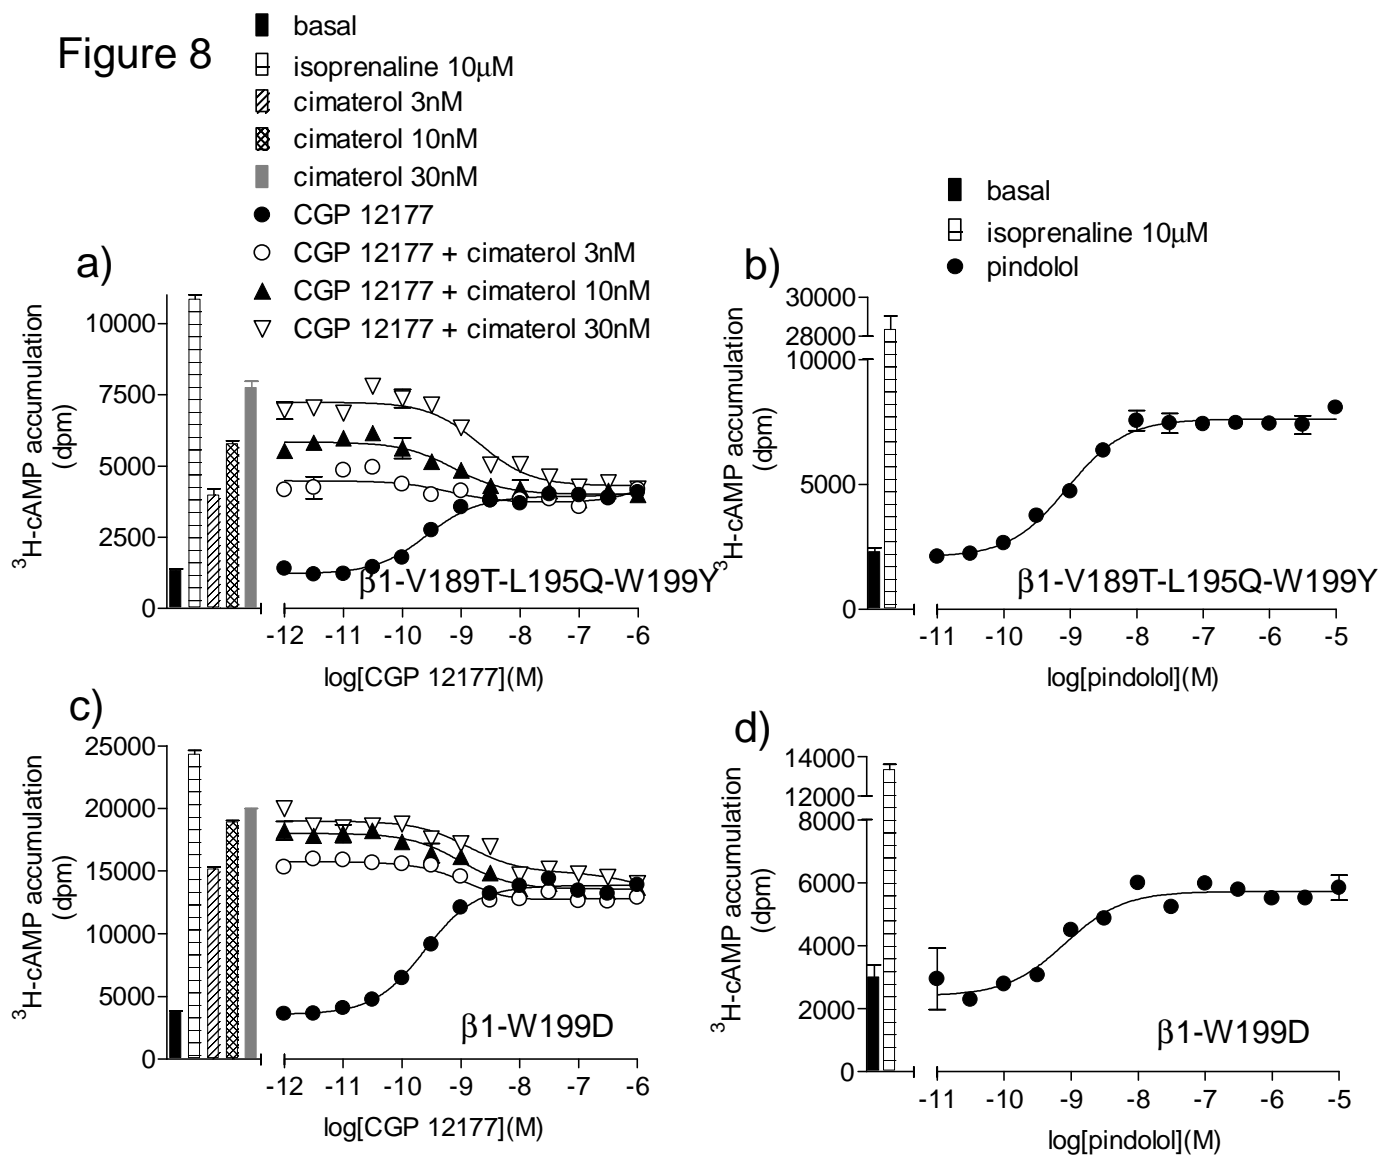 Figure 8
basal
isoprenaline 10μM
cimaterol 3nM
cimaterol 10nM
cimaterol 30nM
CGP 12177
CGP 12177 + cimaterol 3nM
CGP 12177 + cimaterol 10nM
CGP 12177 + cimaterol 30nM
a)
³H-cAMP accumulation
(dpm)
10000
7500
5000
2500
0
β1-V189T-L195Q-W199Y
-12 -11 -10 -9 -8 -7 -6
log[CGP 12177](M)
basal
isoprenaline 10μM
pindolol
b)
³H-cAMP accumulation
(dpm)
30000
28000
10000
5000
0
β1-V189T-L195Q-W199Y
-11 -10 -9 -8 -7 -6 -5
log[pindolol](M)
c)
³H-cAMP accumulation
(dpm)
25000
20000
15000
10000
5000
0
β1-W199D
-12 -11 -10 -9 -8 -7 -6
log[CGP 12177](M)
d)
³H-cAMP accumulation
(dpm)
14000
12000
8000
6000
4000
2000
0
β1-W199D
-11 -10 -9 -8 -7 -6 -5
log[pindolol](M)